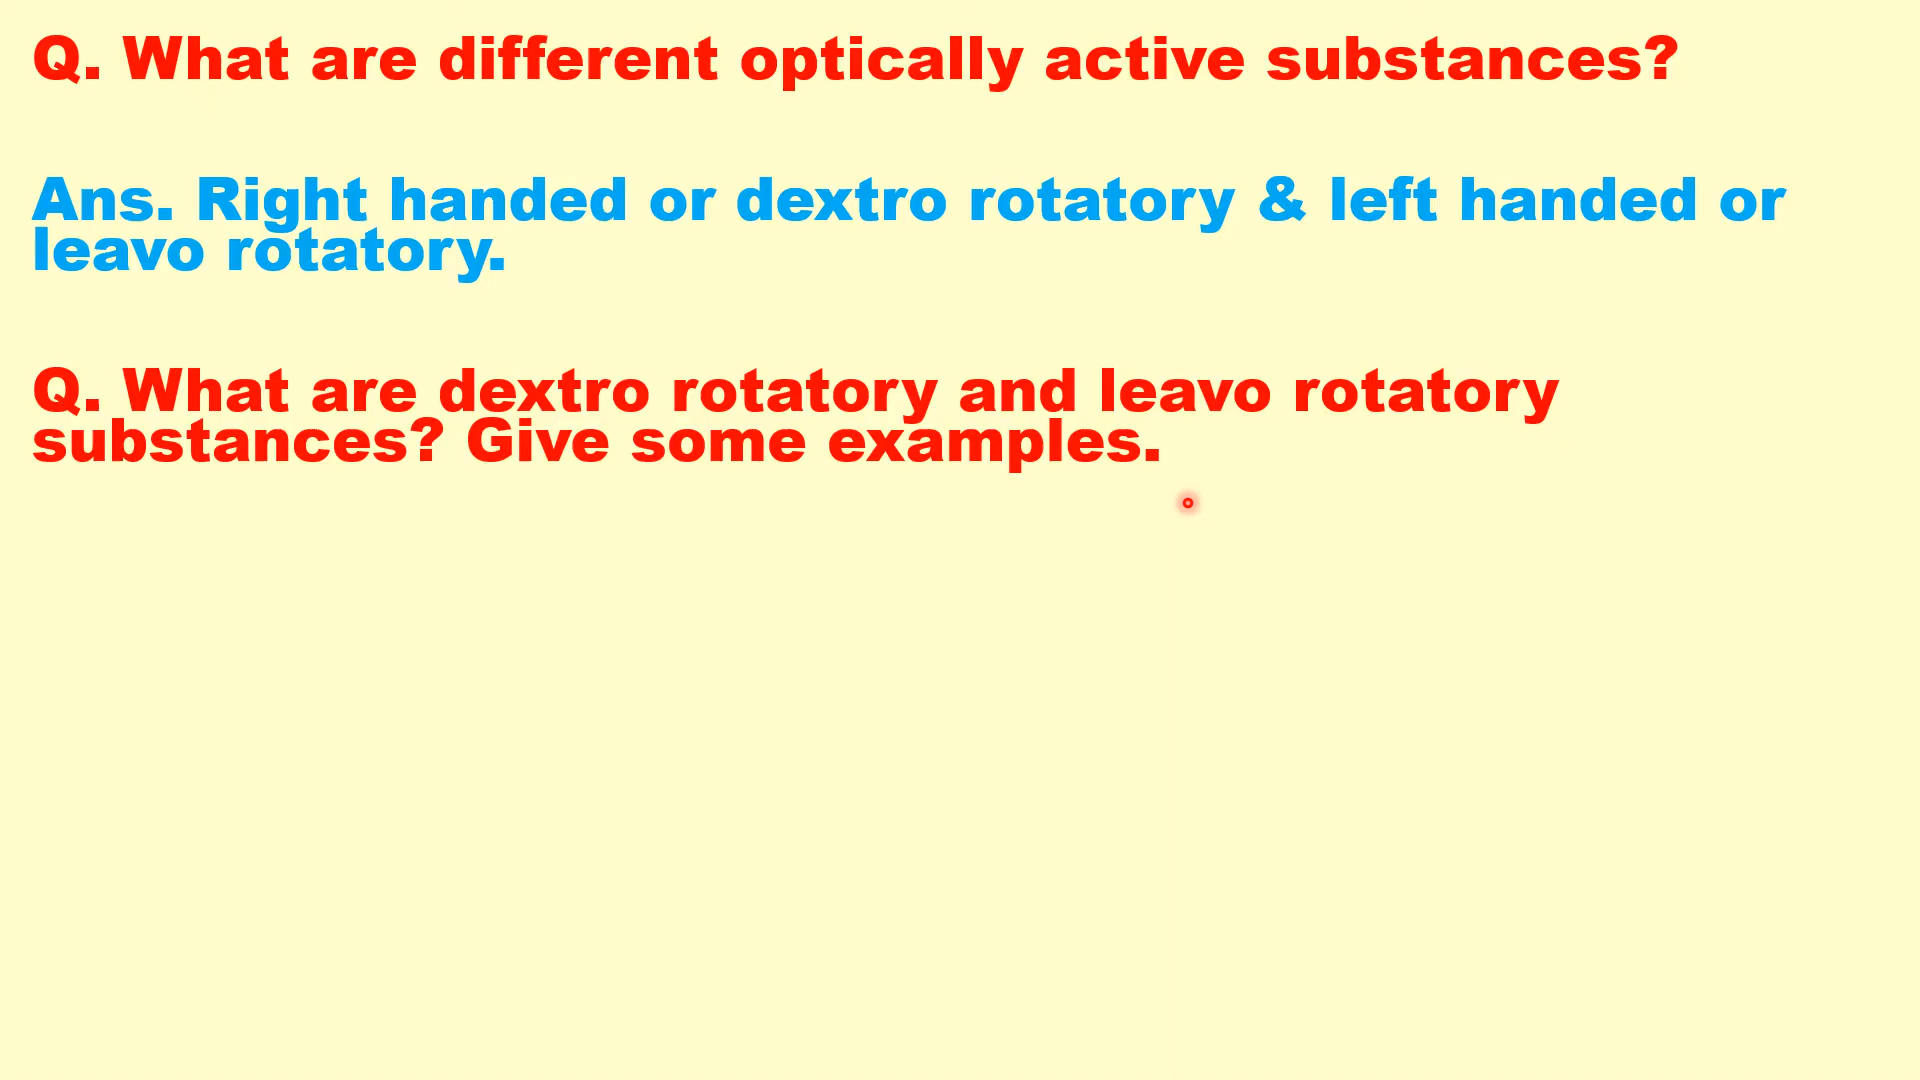 Q. What are different optically active substances?
Ans. Right handed or dextro rotatory & left handed or
leavo rotatory.
Q. What are dextro rotatory and leavo rotatory
substances? Give some examples.